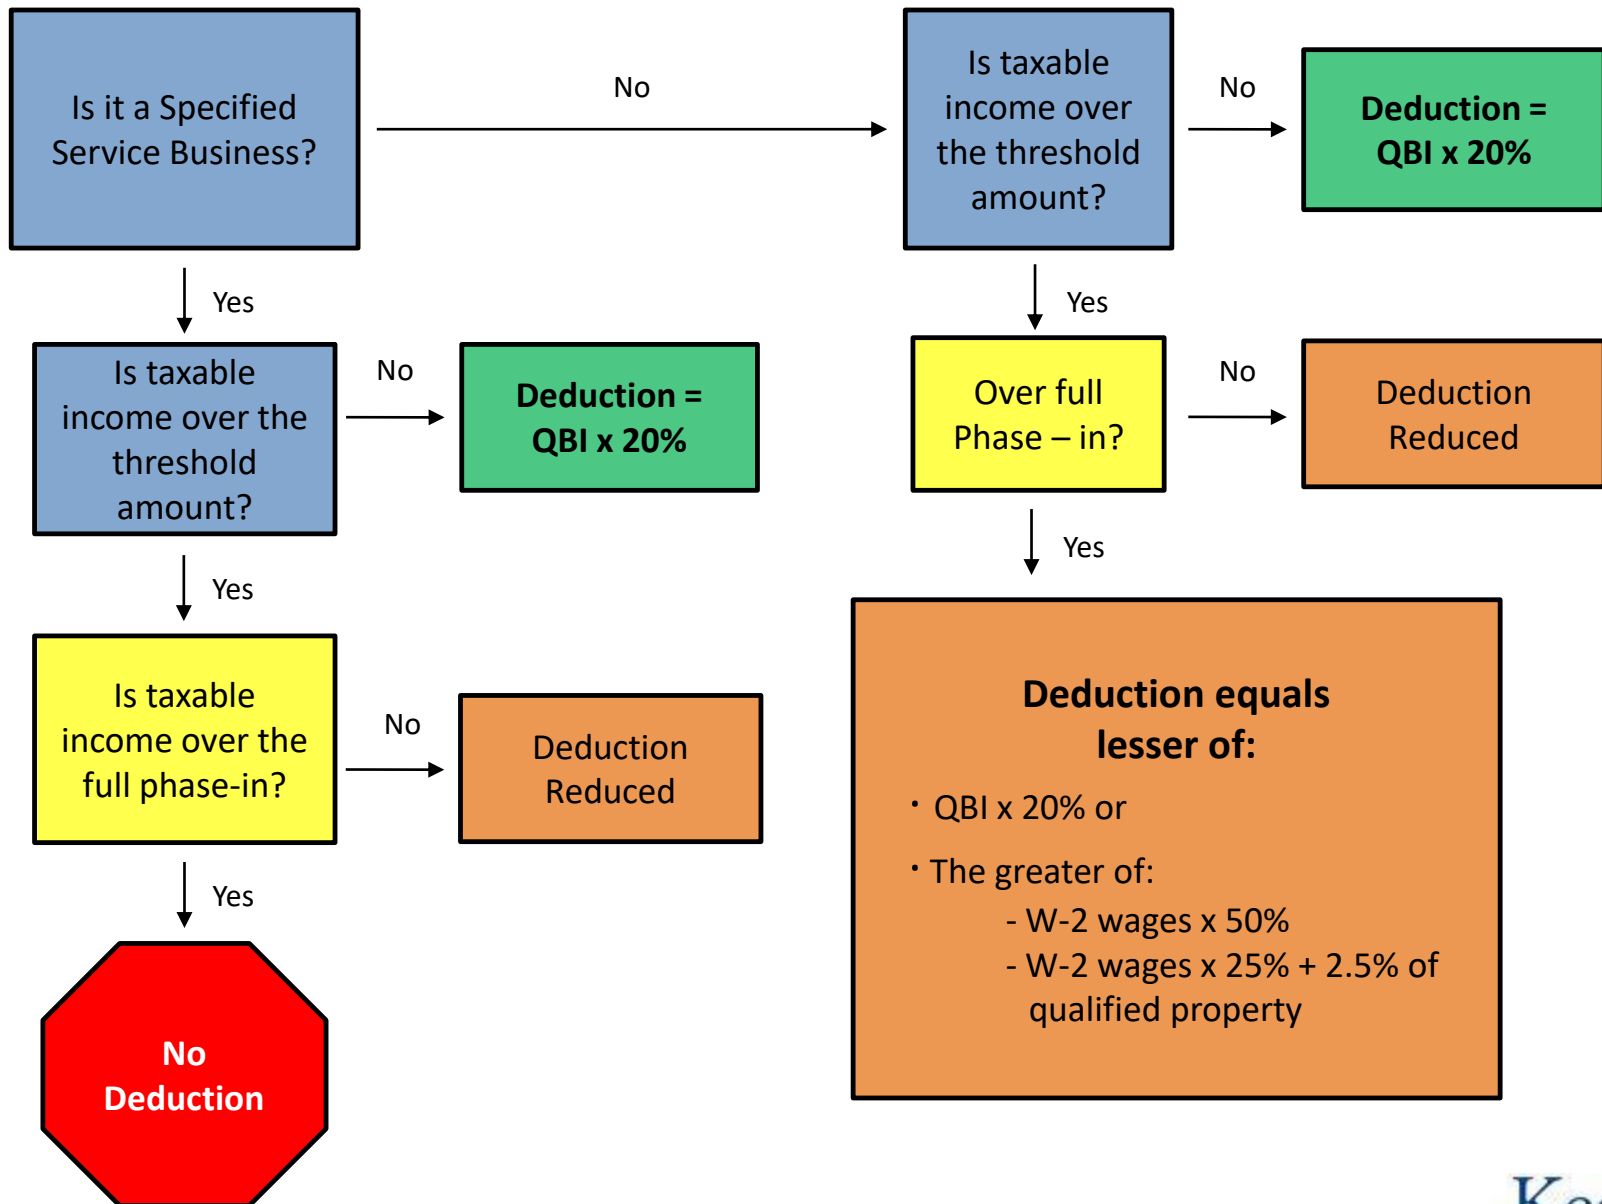 Is it a Specified
Service Business?
No
Is taxable
income over
the threshold
amount?
No
Deduction =
QBI x 20%
Yes
Yes
Is taxable
income over the
threshold
amount?
No
Deduction =
QBI x 20%
Over full
Phase – in?
No
Deduction
Reduced
Yes
Yes
Is taxable
income over the
full phase-in?
No
Deduction
Reduced
Deduction equals
lesser of:
· QBI x 20% or
· The greater of:
- W-2 wages x 50%
- W-2 wages x 25% + 2.5% of
qualified property
Yes
No
Deduction